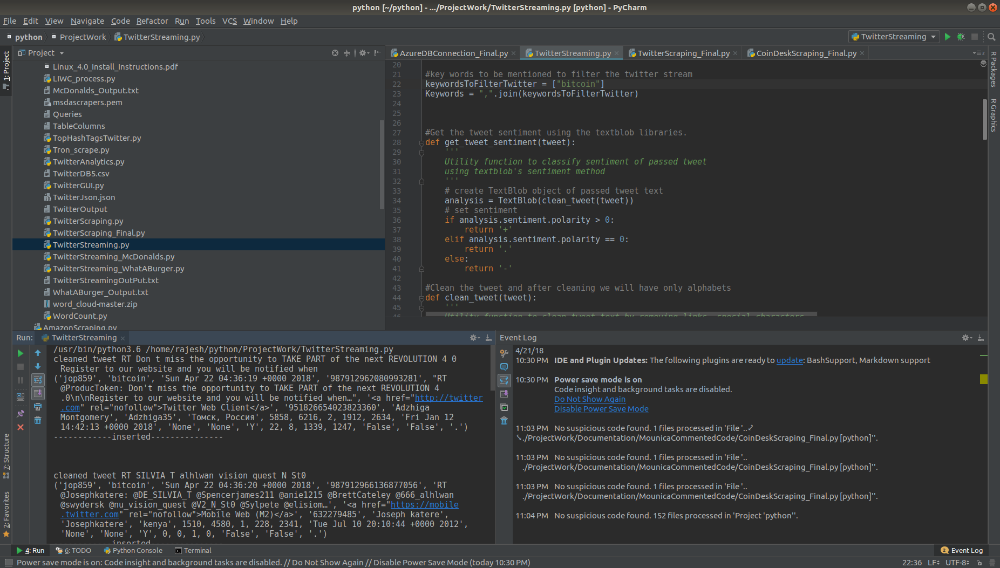 python [~/python] - .../ProjectWork/TwitterStreaming.py [python] - PyCharm
File Edit View Navigate Code Refactor Run Tools VCS Window Help
python ProjectWork TwitterStreaming.py
TwitterStreaming
1: Project
Project
AzureDBConnection_Final.py
TwitterStreaming.py
TwitterScraping_Final.py
CoinDeskScraping_Final.py
2
R Packages
R Graphics
Linux_4.0_Install_Instructions.pdf
LIWC_process.py
McDonalds_Output.txt
msdascrapers.pem
Queries
TableColumns
TopHashTagsTwitter.py
Tron_scrape.py
TwitterAnalytics.py
TwitterDB5.csv
TwitterGUI.py
TwitterJson.json
TwitterOutput
TwitterScraping.py
TwitterScraping_Final.py
TwitterStreaming.py
TwitterStreaming_McDonalds.py
TwitterStreaming_WhatABurger.py
TwitterStreamingOutPut.txt
WhatABurger_Output.txt
word_cloud-master.zip
WordCount.py
AmazonScraping.py
20
21 #key words to be mentioned to filter the twitter stream
22 keywordsToFilterTwitter = ["bitcoin"]
23 Keywords = ",".join(keywordsToFilterTwitter)
24
25
26
27 #Get the tweet sentiment using the textblob libraries.
28 def get_tweet_sentiment(tweet):
29 '''
30 Utility function to classify sentiment of passed tweet
31 using textblob's sentiment method
32 '''
33 # create TextBlob object of passed tweet text
34 analysis = TextBlob(clean_tweet(tweet))
35 # set sentiment
36 if analysis.sentiment.polarity > 0:
37 return '+'
38 elif analysis.sentiment.polarity == 0:
39 return '.'
40 else:
41 return '-'
42
43 #Clean the tweet and after cleaning we will have only alphabets
44 def clean_tweet(tweet):
45 '''
46 Utility function to clean tweet text by removing links, special characters
Run: TwitterStreaming
/usr/bin/python3.6 /home/rajesh/python/ProjectWork/TwitterStreaming.py
cleaned tweet RT Don t miss the opportunity to TAKE PART of the next REVOLUTION 4 0
Register to our website and you will be notified when
('jop859', 'bitcoin', 'Sun Apr 22 04:36:19 +0000 2018', '987912962080993281', "RT
@ProducToken: Don't miss the opportunity to TAKE PART of the next REVOLUTION 4
.0\n\nRegister to our website and you will be notified when…", '<a href="http://twitter
.com" rel="nofollow">Twitter Web Client</a>', '951826654023823360', 'Adzhiga
Montgomery', 'Adzhiga35', 'Томск, Россия', 5858, 6216, 2, 1912, 2634, 'Fri Jan 12
14:42:13 +0000 2018', 'None', 'None', 'Y', 22, 8, 1339, 1247, 'False', 'False', '.')
------------inserted---------------
cleaned tweet RT SILVIA T alhlwan vision quest N St0
('jop859', 'bitcoin', 'Sun Apr 22 04:36:20 +0000 2018', '987912966136877056', 'RT
@Josephkatere: @DE_SILVIA_T @Spencerjames211 @anie1215 @BrettCateley @666_alhlwan
@swydersk @nu_vision_quest @V2_N_St0 @Sylpete @elisiom…', '<a href="https://mobile
.twitter.com" rel="nofollow">Mobile Web (M2)</a>', '632279485', 'Joseph katere',
'Josephkatere', 'kenya', 1510, 4580, 1, 228, 2341, 'Tue Jul 10 20:10:44 +0000 2012',
'None', 'None', 'Y', 0, 0, 1, 0, 'False', 'False', '.')
------------inserted---------------
Event Log
4/21/18
10:30 PM IDE and Plugin Updates: The following plugins are ready to update: BashSupport, Markdown support
10:30 PM Power save mode is on
Code insight and background tasks are disabled.
Do Not Show Again
Disable Power Save Mode
11:03 PM No suspicious code found. 1 files processed in 'File '..
./ProjectWork/Documentation/MounicaCommentedCode/CoinDeskScraping_Final.py [python]''.
11:03 PM No suspicious code found. 1 files processed in 'File '..
./ProjectWork/Documentation/MounicaCommentedCode/CoinDeskScraping_Final.py [python]''.
11:03 PM No suspicious code found. 1 files processed in 'File '..
./ProjectWork/Documentation/MounicaCommentedCode/CoinDeskScraping_Final.py [python]''.
11:04 PM No suspicious code found. 152 files processed in 'Project 'python''.
7: Structure
2: Favorites
4: Run 6: TODO Python Console Terminal
2 Event Log
Power save mode is on: Code insight and background tasks are disabled. // Do Not Show Again // Disable Power Save Mode (today 10:30 PM)
22:36 LF UTF-8